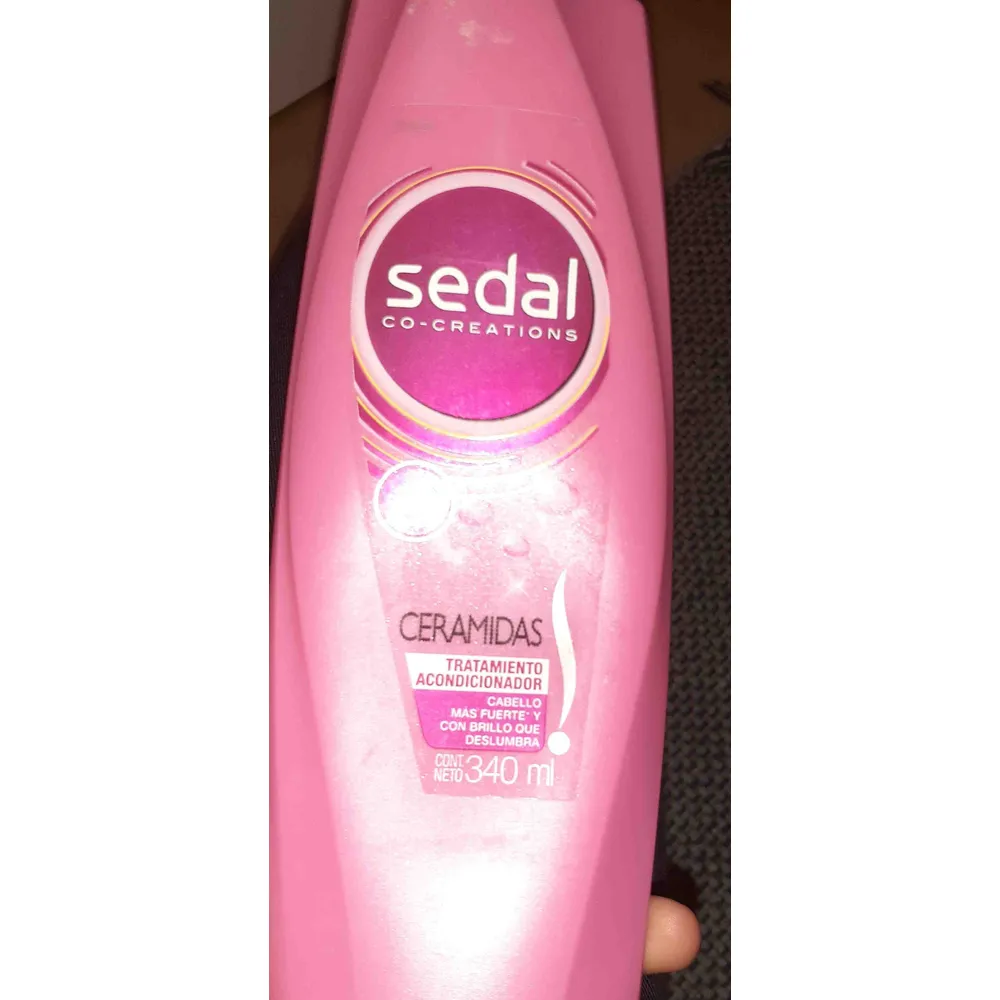 sedal
CO-CREATIONS
CERAMIDAS
TRATAMIENTO
ACONDICIONADOR
CABELLO
MÁS FUERTE* Y
CON BRILLO QUE
DESLUMBRA
CONT.
NETO 340 ml